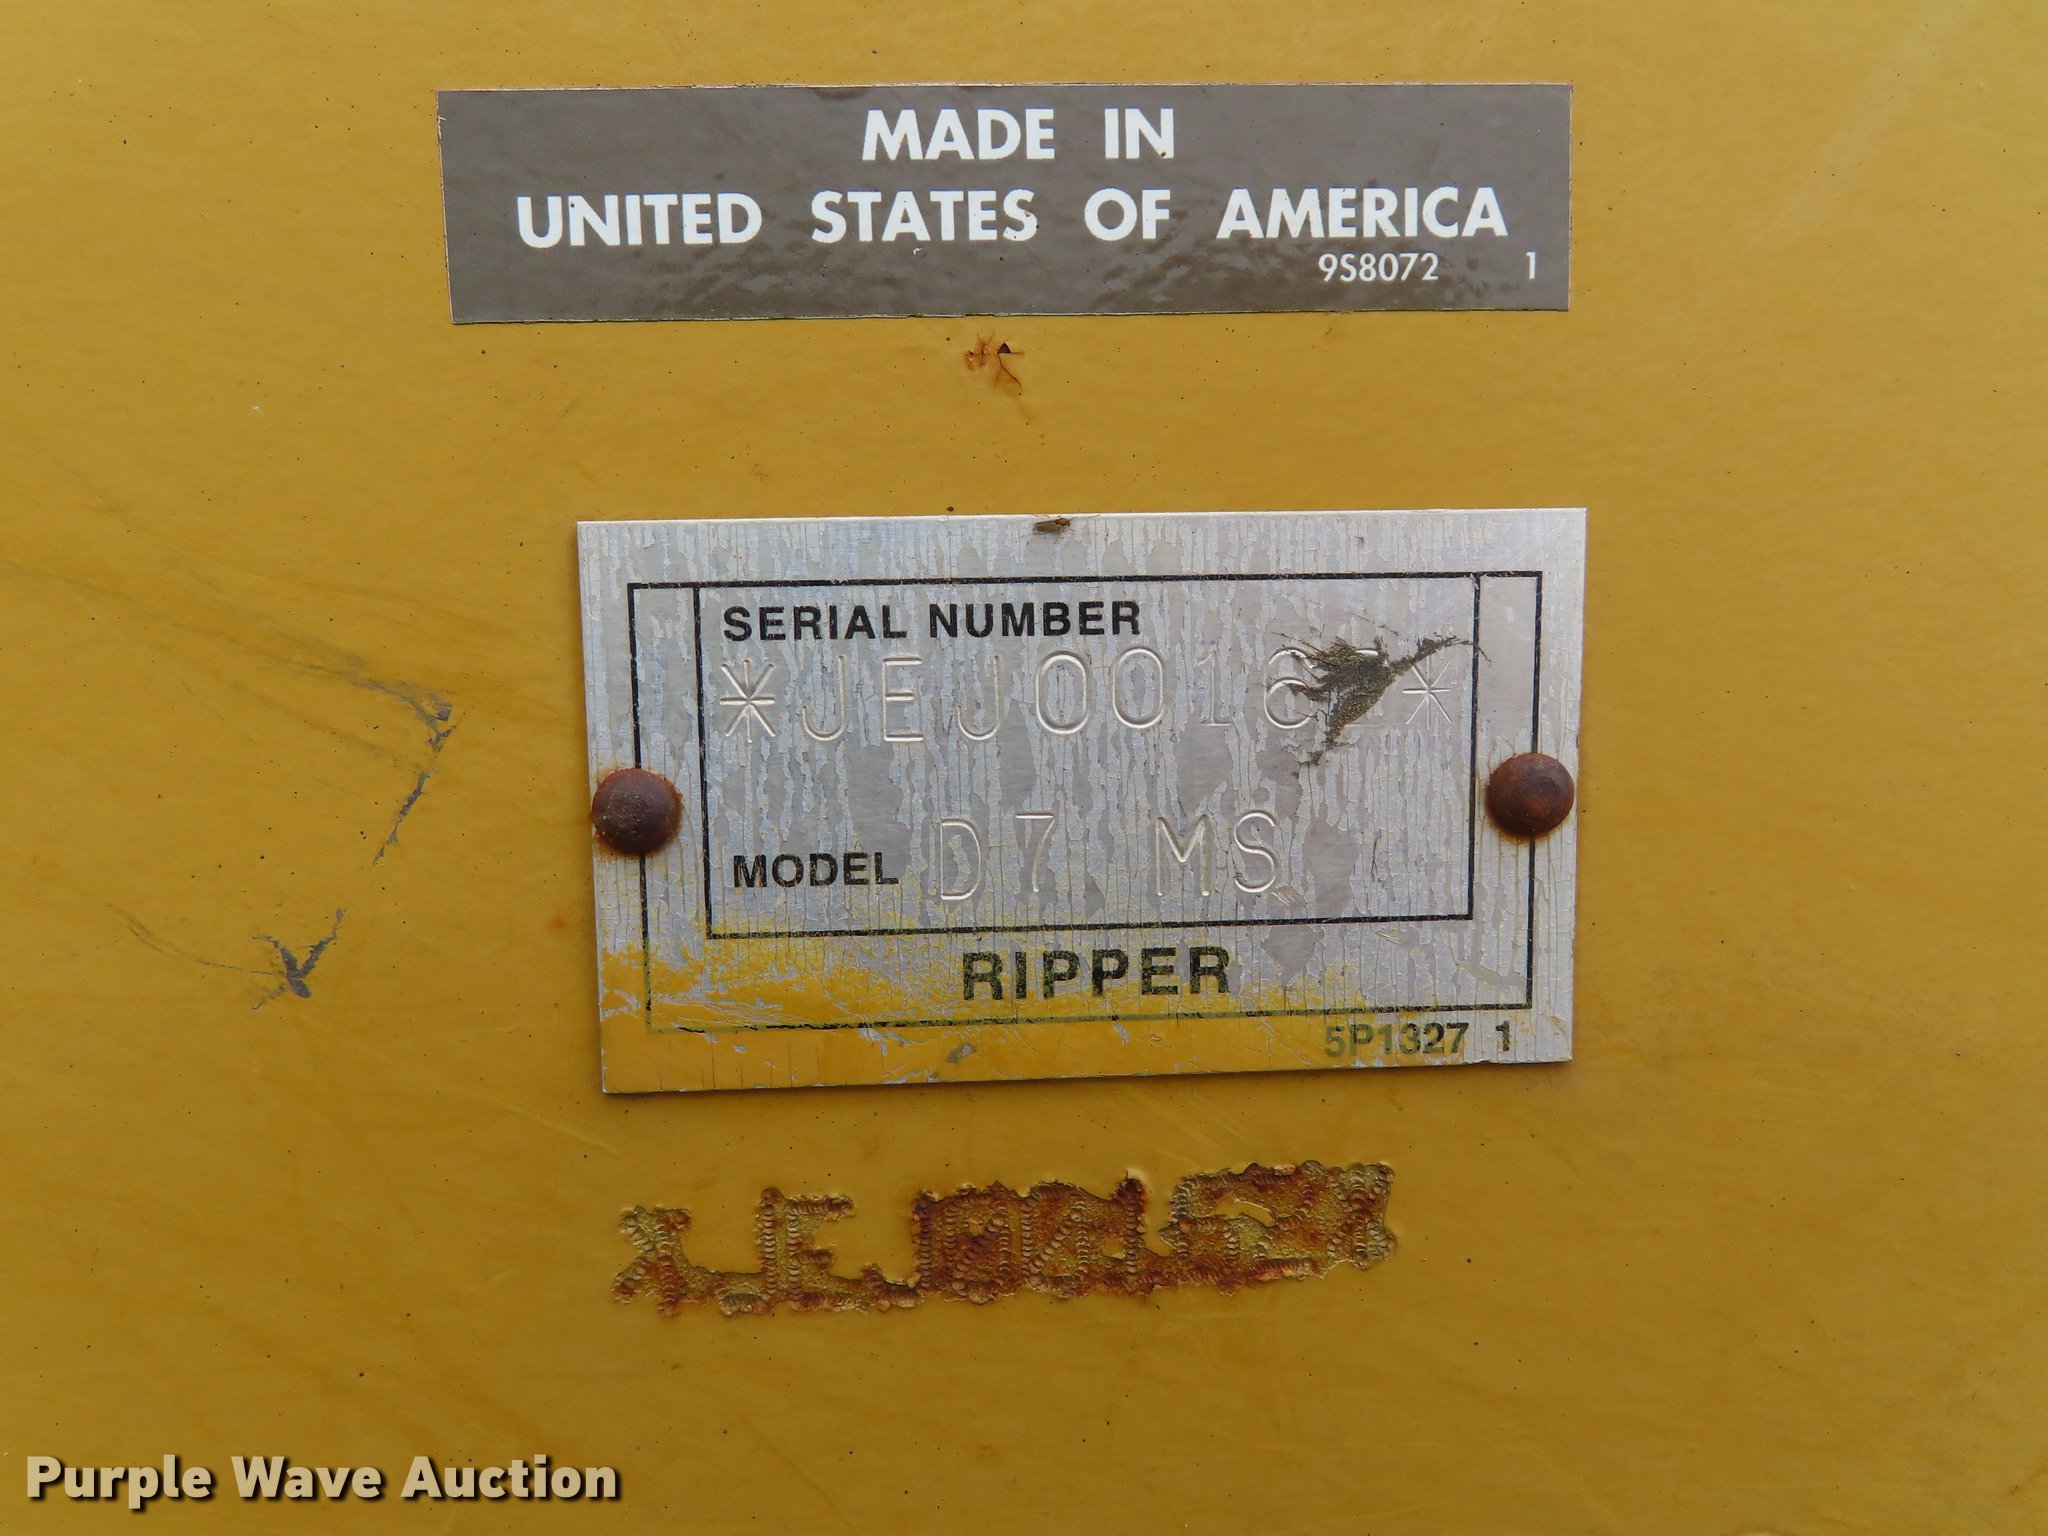 MADE IN
UNITED STATES OF AMERICA
9S8072 1
SERIAL NUMBER
MODEL D7 MS
RIPPER
5P1327 1
Purple Wave Auction